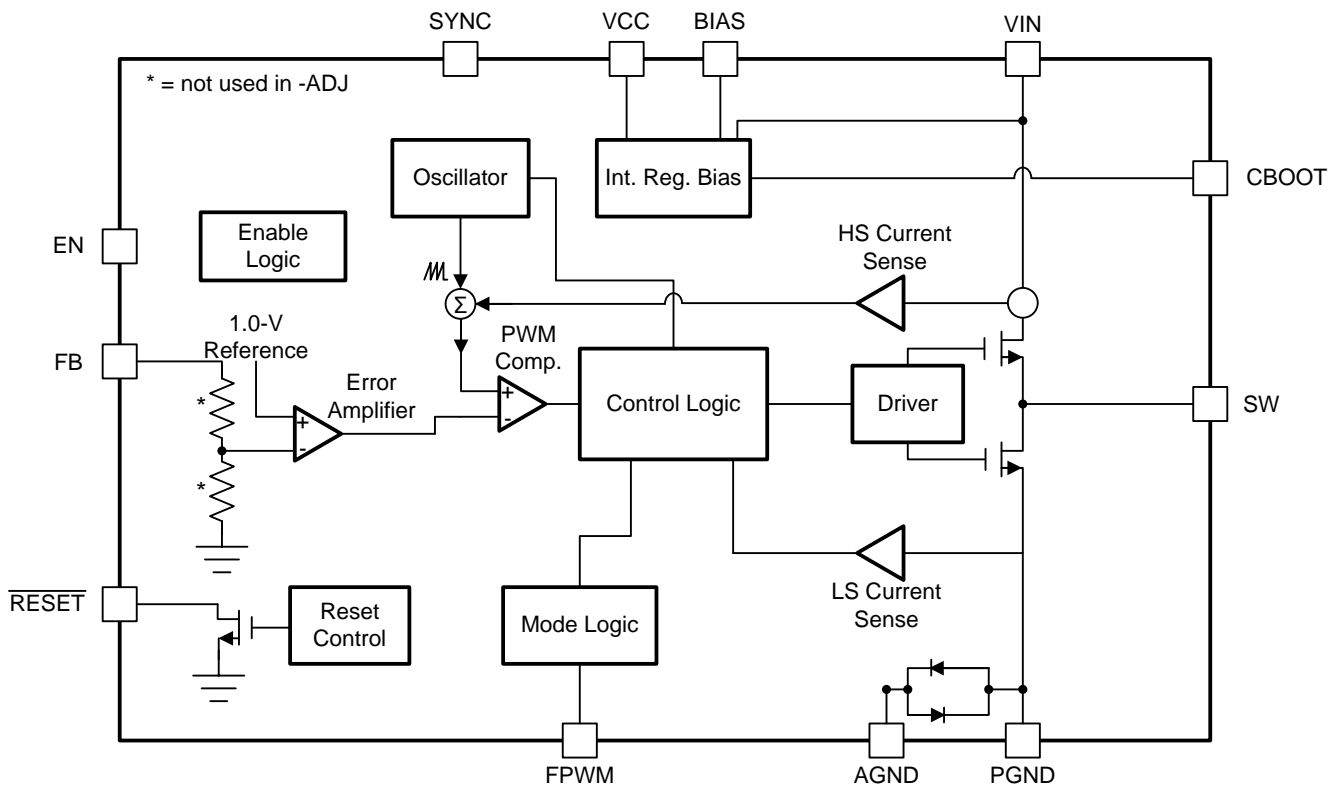 SYNC
VCC
BIAS
VIN
* = not used in -ADJ
Oscillator
Int. Reg. Bias
CBOOT
EN
Enable
Logic
HS Current
Sense
Σ
1.0-V
Reference
FB
PWM
Comp.
Error
Amplifier
*
+
-
+
-
Control Logic
Driver
SW
*
RESET
Reset
Control
Mode Logic
LS Current
Sense
FPWM
AGND
PGND